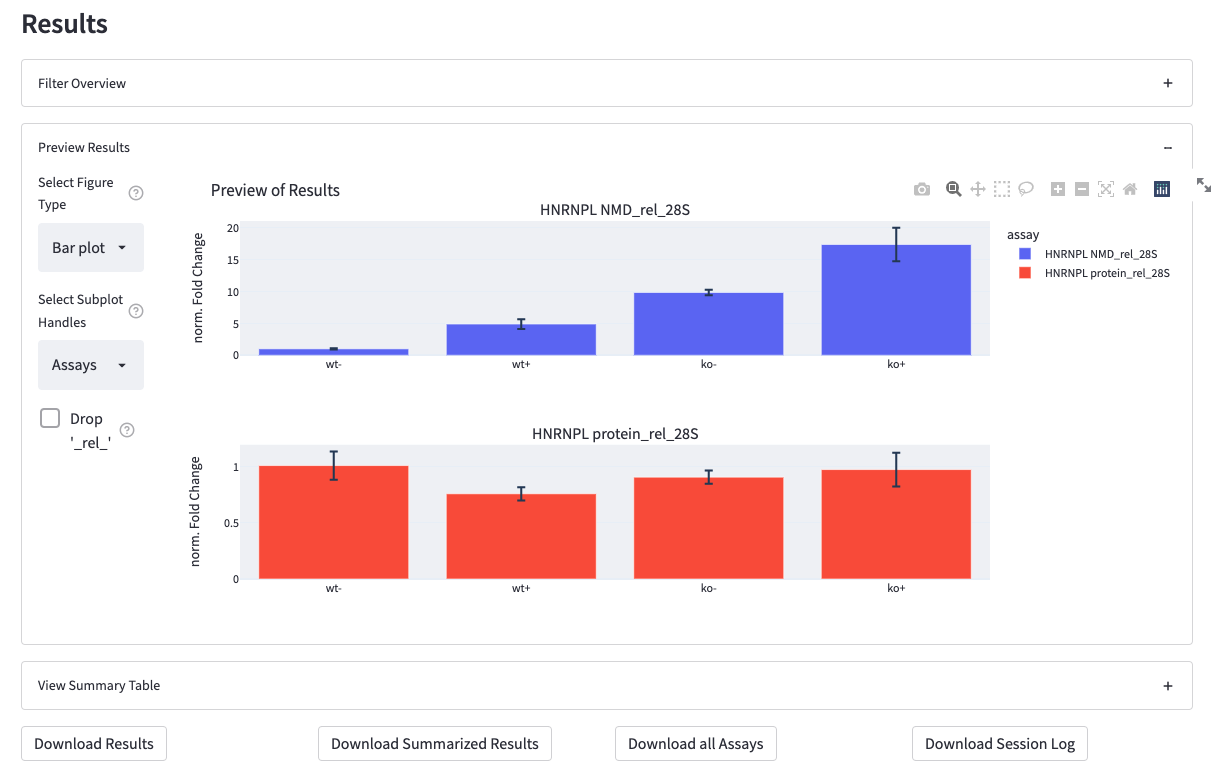 Results
Filter Overview
+
Preview Results
−
Select Figure
Type
?
Bar plot
Select Subplot
Handles
?
Assays
Drop
'_rel_'
?
Preview of Results
HNRNPL NMD_rel_28S
norm. Fold Change
20
15
10
5
0
wt-
wt+
ko-
ko+
assay
HNRNPL NMD_rel_28S
HNRNPL protein_rel_28S
HNRNPL protein_rel_28S
norm. Fold Change
1
0.5
0
wt-
wt+
ko-
ko+
View Summary Table
+
Download Results
Download Summarized Results
Download all Assays
Download Session Log